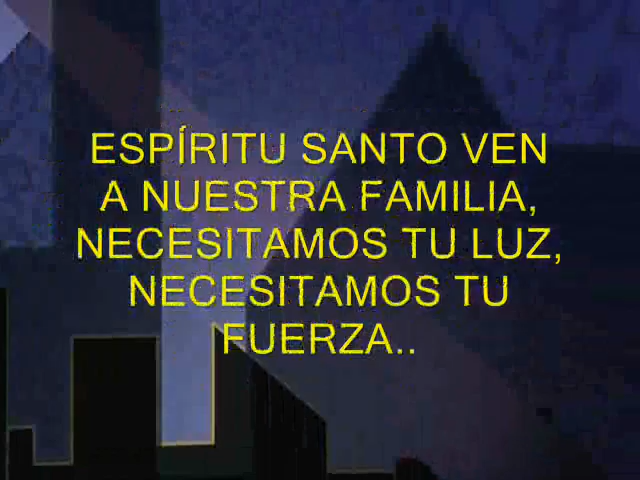 ESPÍRITU SANTO VEN
A NUESTRA FAMILIA,
NECESITAMOS TU LUZ,
NECESITAMOS TU
FUERZA..